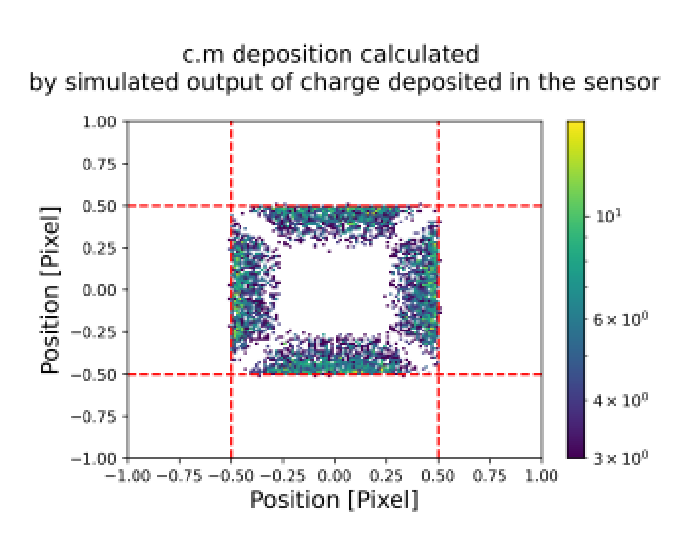 c.m deposition calculated
by simulated output of charge deposited in the sensor
1.00
0.75
0.50
0.25
0.00
−0.25
−0.50
−0.75
−1.00
−1.00 −0.75 −0.50 −0.25 0.00 0.25 0.50 0.75 1.00
Position [Pixel]
Position [Pixel]
10¹
6 × 10⁰
4 × 10⁰
3 × 10⁰